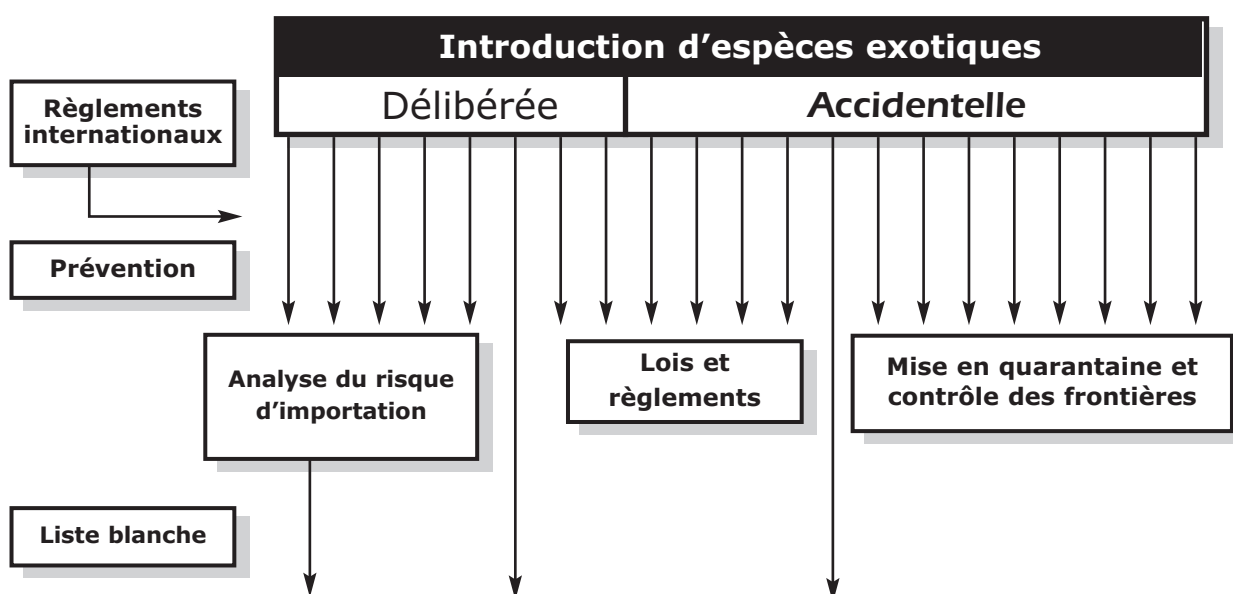 Introduction d’espèces exotiques
Délibérée
Accidentelle
Règlements
internationaux
Prévention
Analyse du risque
d’importation
Lois et
règlements
Mise en quarantaine et
contrôle des frontières
Liste blanche